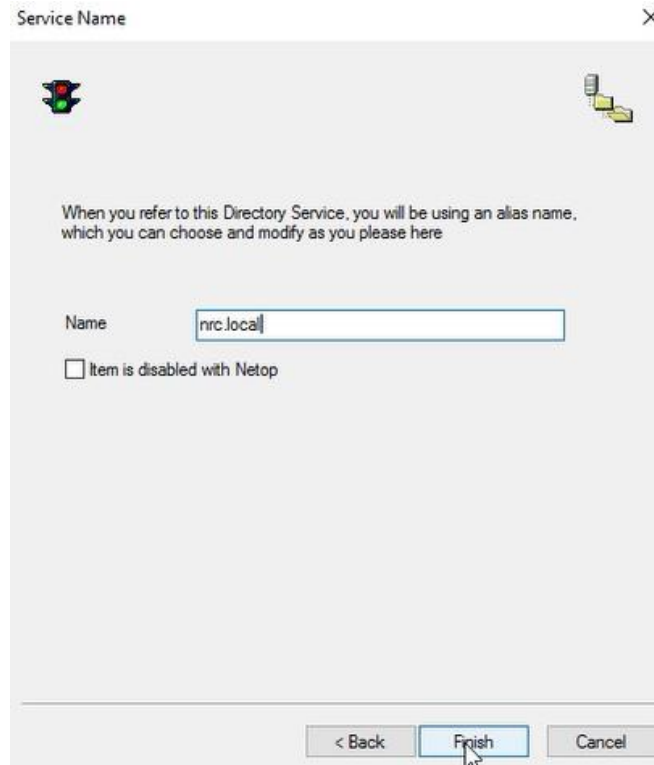 Service Name
When you refer to this Directory Service, you will be using an alias name,
which you can choose and modify as you please here
Name nrc.local
Item is disabled with Netop
< Back Finish Cancel